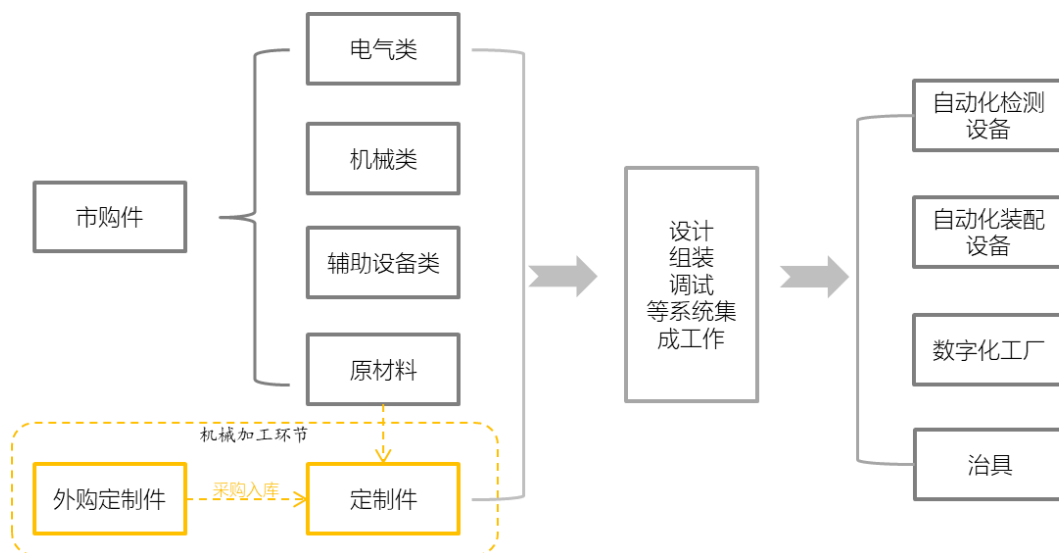 电气类
机械类
市购件
辅助设备类
原材料
机械加工环节
外购定制件
采购入库
定制件
设计
组装
调试
等系统集
成工作
自动化检测
设备
自动化装配
设备
数字化工厂
治具